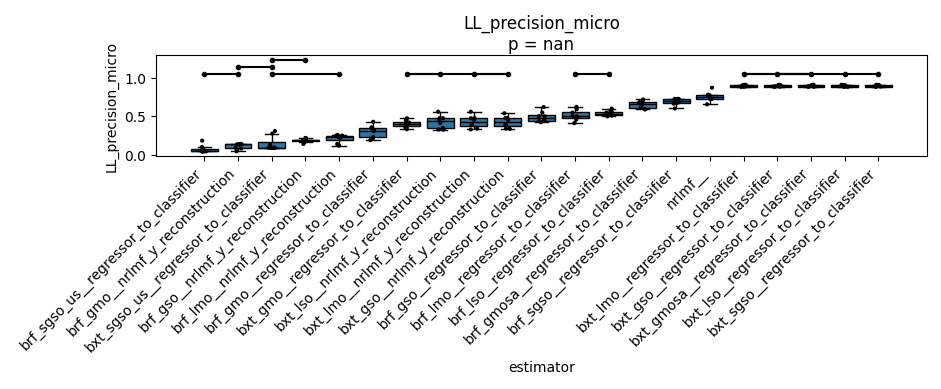 LL_precision_micro
p = nan
LL_precision_micro
1.0
0.5
0.0
brf_sgso_us__regressor_to_classifier
brf_gmo__nrlmf_y_reconstruction
bxt_sgso_us__regressor_to_classifier
brf_gso__nrlmf_y_reconstruction
brf_lmo__nrlmf_y_reconstruction
brf_gmo__regressor_to_classifier
bxt_gmo__regressor_to_classifier
bxt_lso__nrlmf_y_reconstruction
bxt_lmo__nrlmf_y_reconstruction
bxt_gso__nrlmf_y_reconstruction
brf_gso__regressor_to_classifier
brf_lmo__regressor_to_classifier
brf_lso__regressor_to_classifier
brf_gmosa__regressor_to_classifier
brf_sgso__regressor_to_classifier
nrlmf__
bxt_lmo__regressor_to_classifier
bxt_gso__regressor_to_classifier
bxt_gmosa__regressor_to_classifier
bxt_lso__regressor_to_classifier
bxt_sgso__regressor_to_classifier
estimator